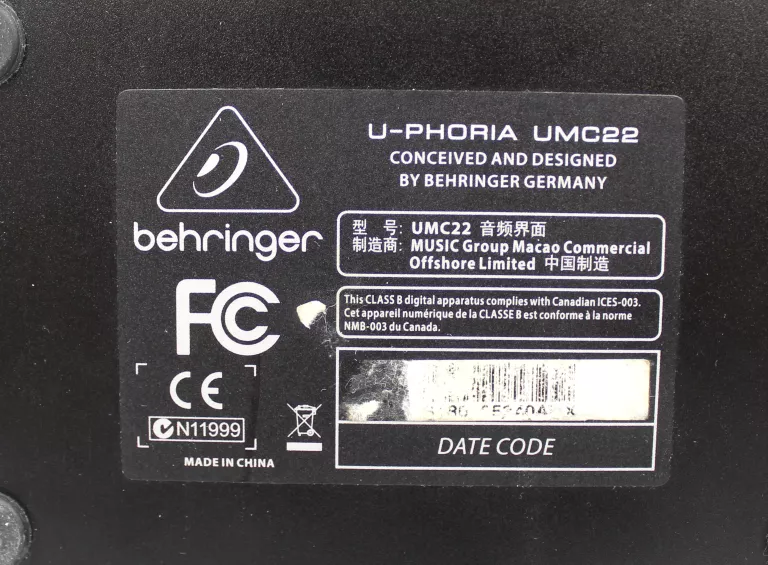 U-PHORIA UMC22
CONCEIVED AND DESIGNED
BY BEHRINGER GERMANY
behringer
型 号: UMC22 音频界面
制造商: MUSIC Group Macao Commercial
Offshore Limited 中国制造
FC
This CLASS B digital apparatus complies with Canadian ICES-003.
Cet appareil numérique de la CLASSE B est conforme à la norme
NMB-003 du Canada.
CE
N11999
MADE IN CHINA
DATE CODE